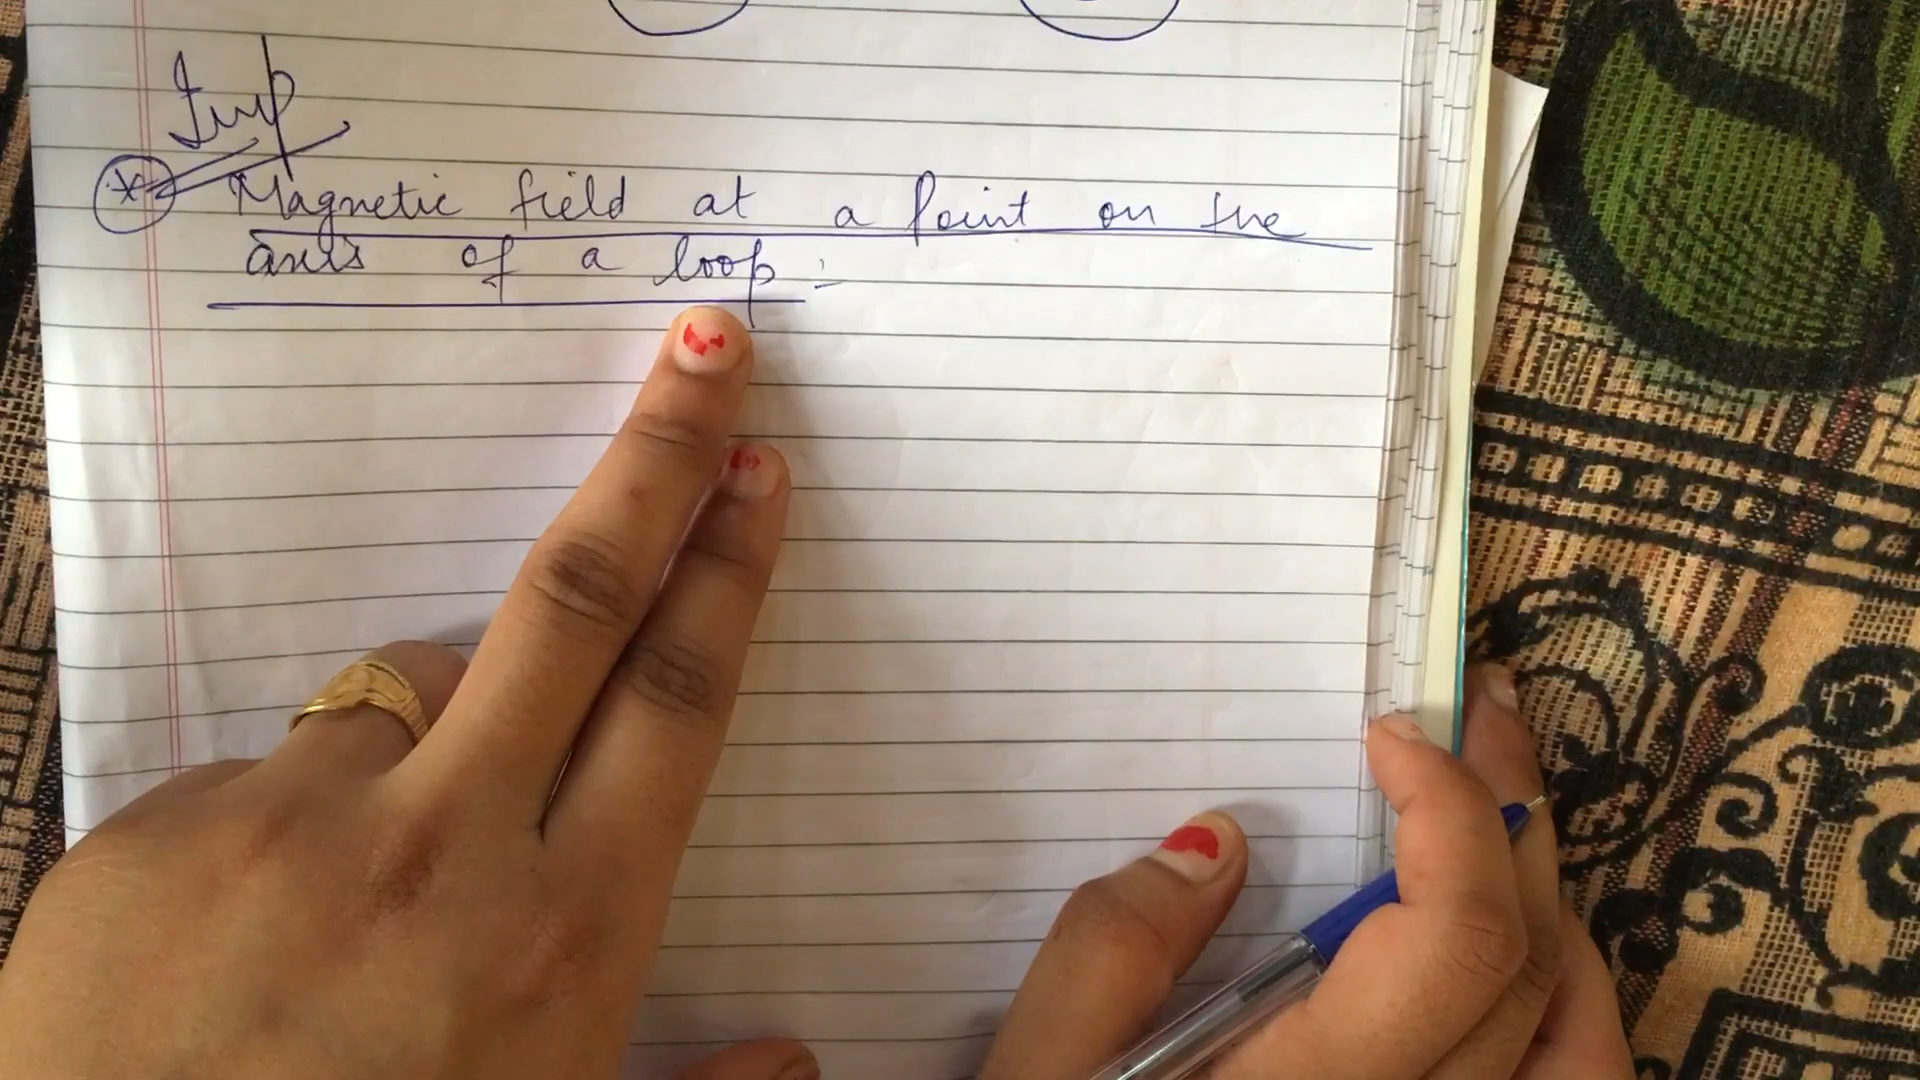 Imp
* Magnetic field at a Point on the
axis of a loop :